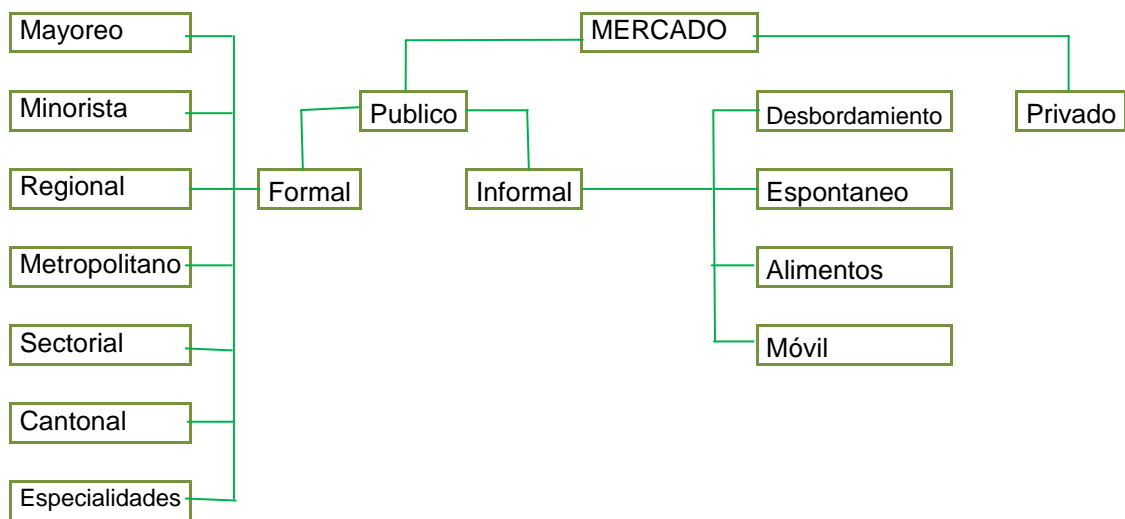 Mayoreo
MERCADO
Minorista
Publico
Desbordamiento
Privado
Regional
Formal
Informal
Espontaneo
Metropolitano
Alimentos
Sectorial
Móvil
Cantonal
Especialidades